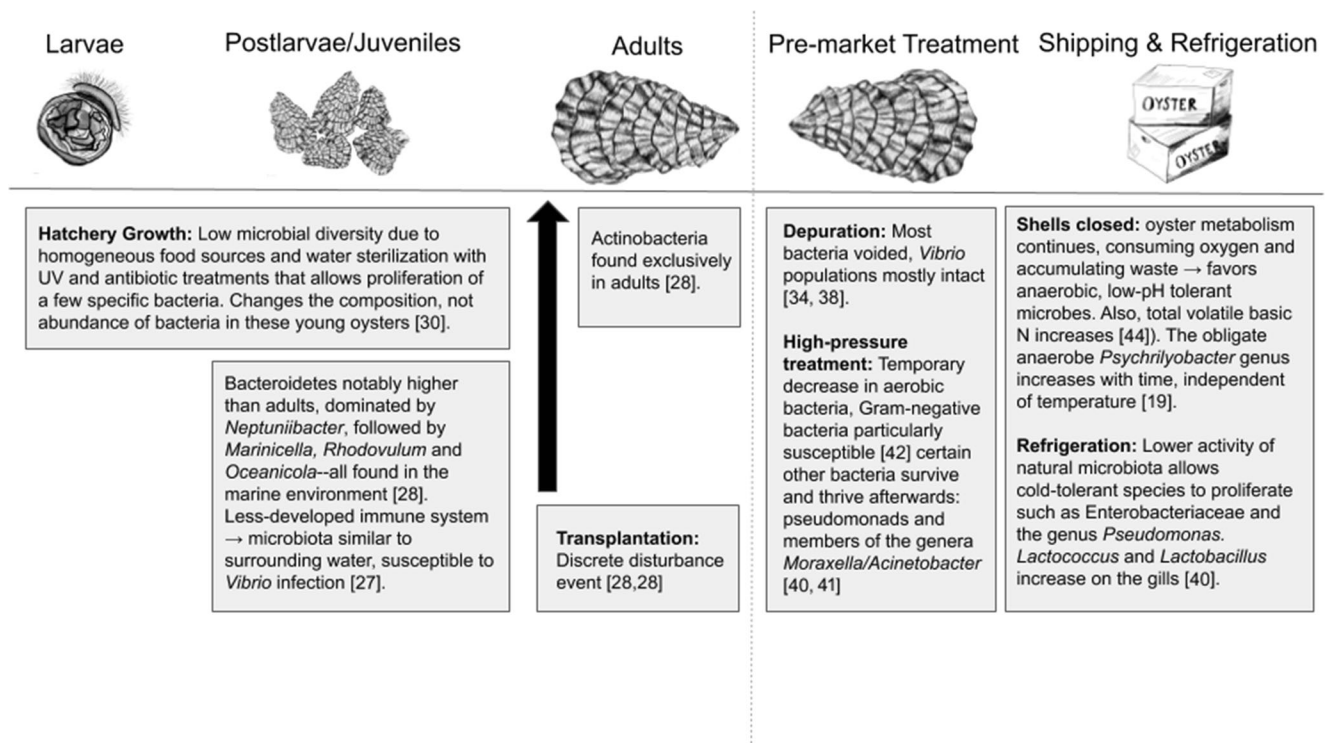 Larvae
Postlarvae/Juveniles
Adults
Pre-market Treatment
Shipping & Refrigeration
OYSTER
OYSTER
Hatchery Growth: Low microbial diversity due to
homogeneous food sources and water sterilization with
UV and antibiotic treatments that allows proliferation of
a few specific bacteria. Changes the composition, not
abundance of bacteria in these young oysters [30].
Bacteroidetes notably higher
than adults, dominated by
Neptuniibacter, followed by
Marinicella, Rhodovulum and
Oceanicola--all found in the
marine environment [28].
Less-developed immune system
→ microbiota similar to
surrounding water, susceptible to
Vibrio infection [27].
Actinobacteria
found exclusively
in adults [28].
Transplantation:
Discrete disturbance
event [28,28]
Depuration: Most
bacteria voided, Vibrio
populations mostly intact
[34, 38].
High-pressure
treatment: Temporary
decrease in aerobic
bacteria, Gram-negative
bacteria particularly
susceptible [42] certain
other bacteria survive
and thrive afterwards:
pseudomonads and
members of the genera
Moraxella/Acinetobacter
[40, 41]
Shells closed: oyster metabolism
continues, consuming oxygen and
accumulating waste → favors
anaerobic, low-pH tolerant
microbes. Also, total volatile basic
N increases [44]). The obligate
anaerobe Psychrilyobacter genus
increases with time, independent
of temperature [19].
Refrigeration: Lower activity of
natural microbiota allows
cold-tolerant species to proliferate
such as Enterobacteriaceae and
the genus Pseudomonas.
Lactococcus and Lactobacillus
increase on the gills [40].